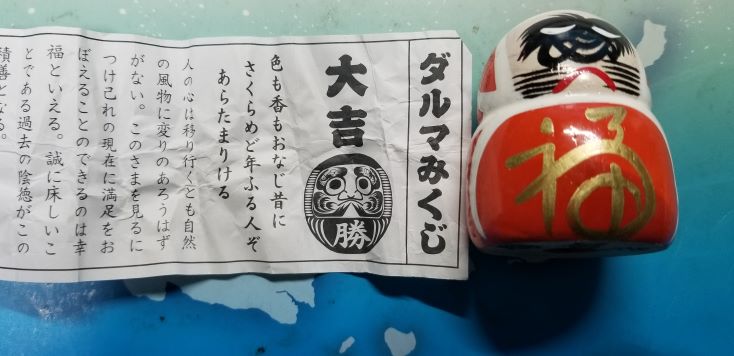 ダルマみくじ
大吉
勝
色も香もおなじ昔に
さくらめど年ふる人ぞ
あらたまりける
人の心は移り行くとも自然
の風物に変りのあろうはず
がない。このさまを見るに
つけ己れの現在に満足をお
ぼえることのできるのは幸
福といえる。誠に床しいこ
とである過去の陰徳がこの
積善となる。
福